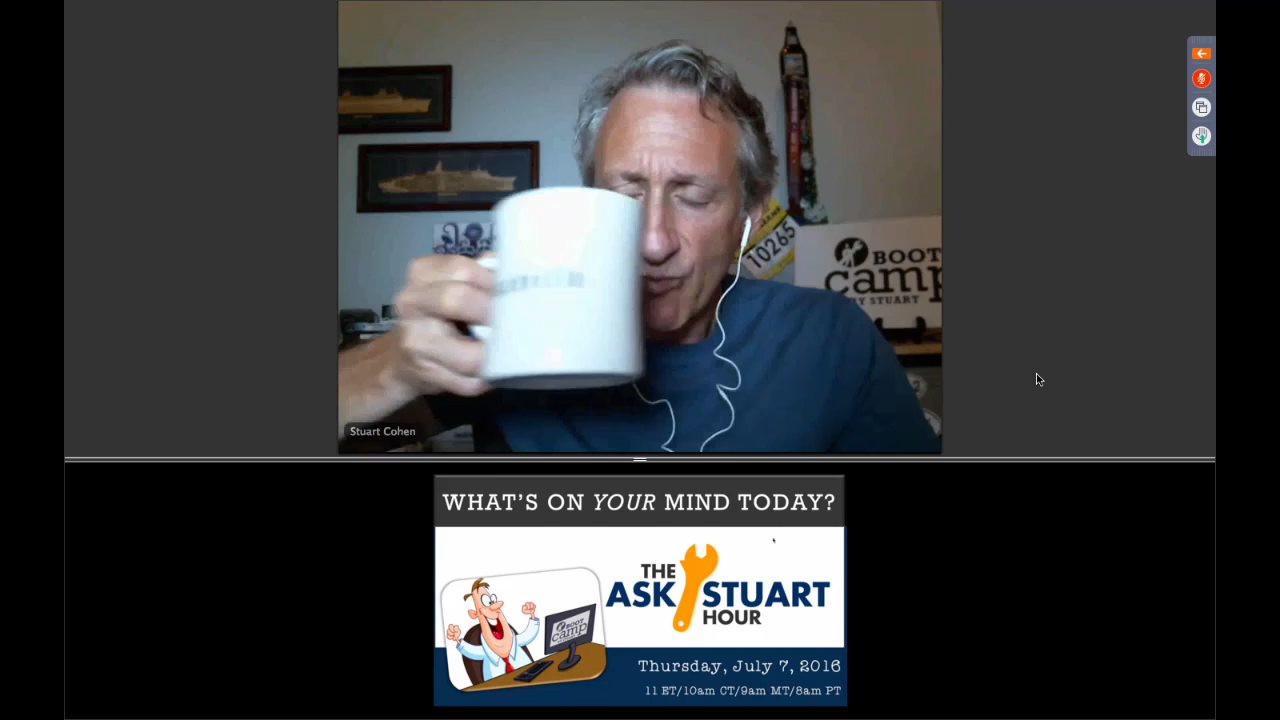 10265
BOOT
camp
BY STUART
Stuart Cohen
WHAT'S ON YOUR MIND TODAY?
THE
ASK STUART
HOUR
BOOT
camp
Thursday, July 7, 2016
11 ET/10am CT/9am MT/8am PT